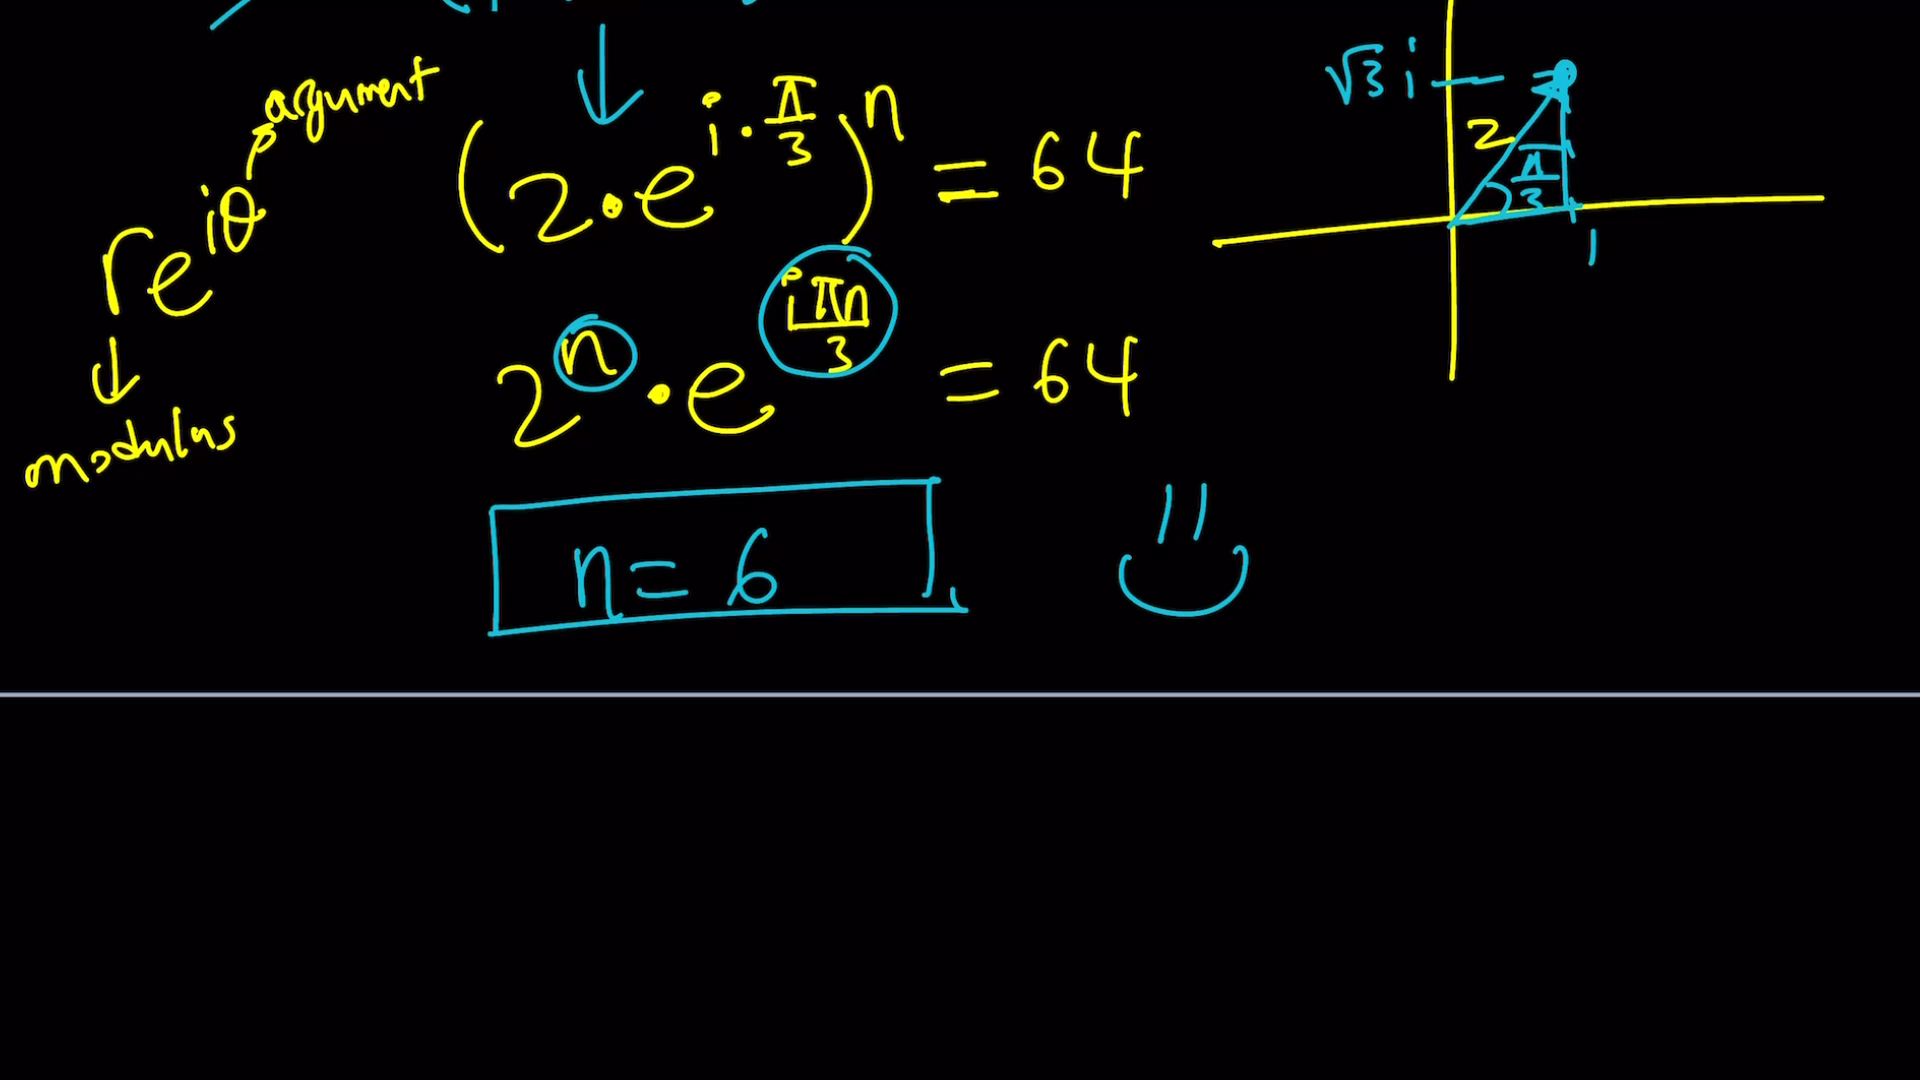 argument
re^{iθ}
modulus
(2·e^{i·π/3})^n = 64
2^n·e^{iπn/3} = 64
n = 6
√3 i
2
π/3
1